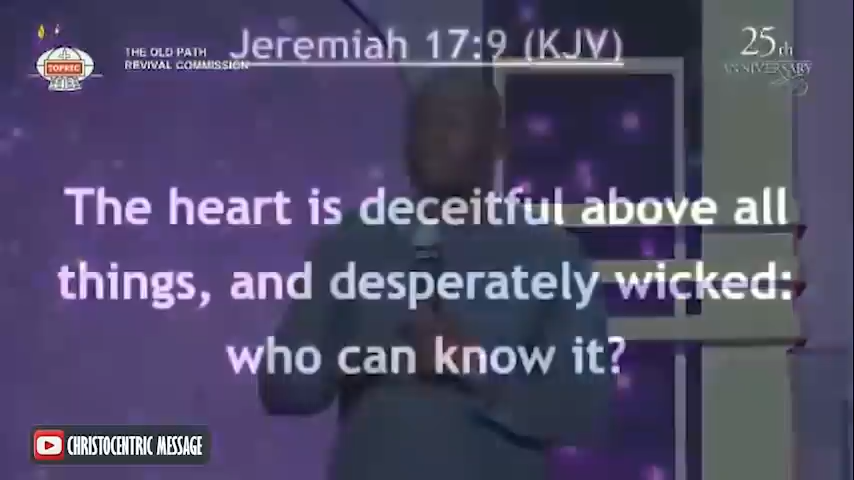 THE OLD PATH
REVIVAL COMMISSION
Jeremiah 17:9 (KJV)
25th
ANNIVERSARY
TOPREC
The heart is deceitful above all
things, and desperately wicked:
who can know it?
CHRISTOCENTRIC MESSAGE